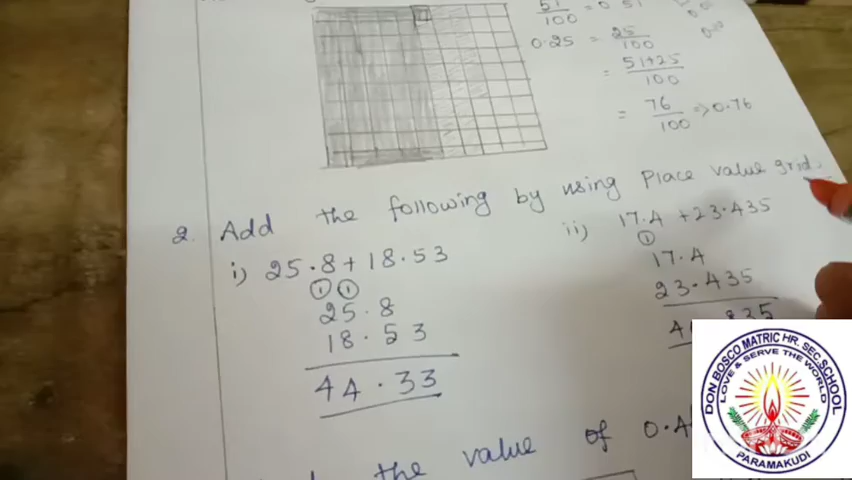 51/100 = 0.51
0.25 = 25/100
= 51+25/100
= 76/100 => 0.76
2. Add the following by using Place value grid.
i) 25.8+18.53
1 1
25.8
18.53
44.33
ii) 17.4 +23.435
1
17.4
23.435
835
the value of 0.4
DON BOSCO MATRIC HR. SEC SCHOOL
LOVE & SERVE THE WORLD
PARAMAKUDI